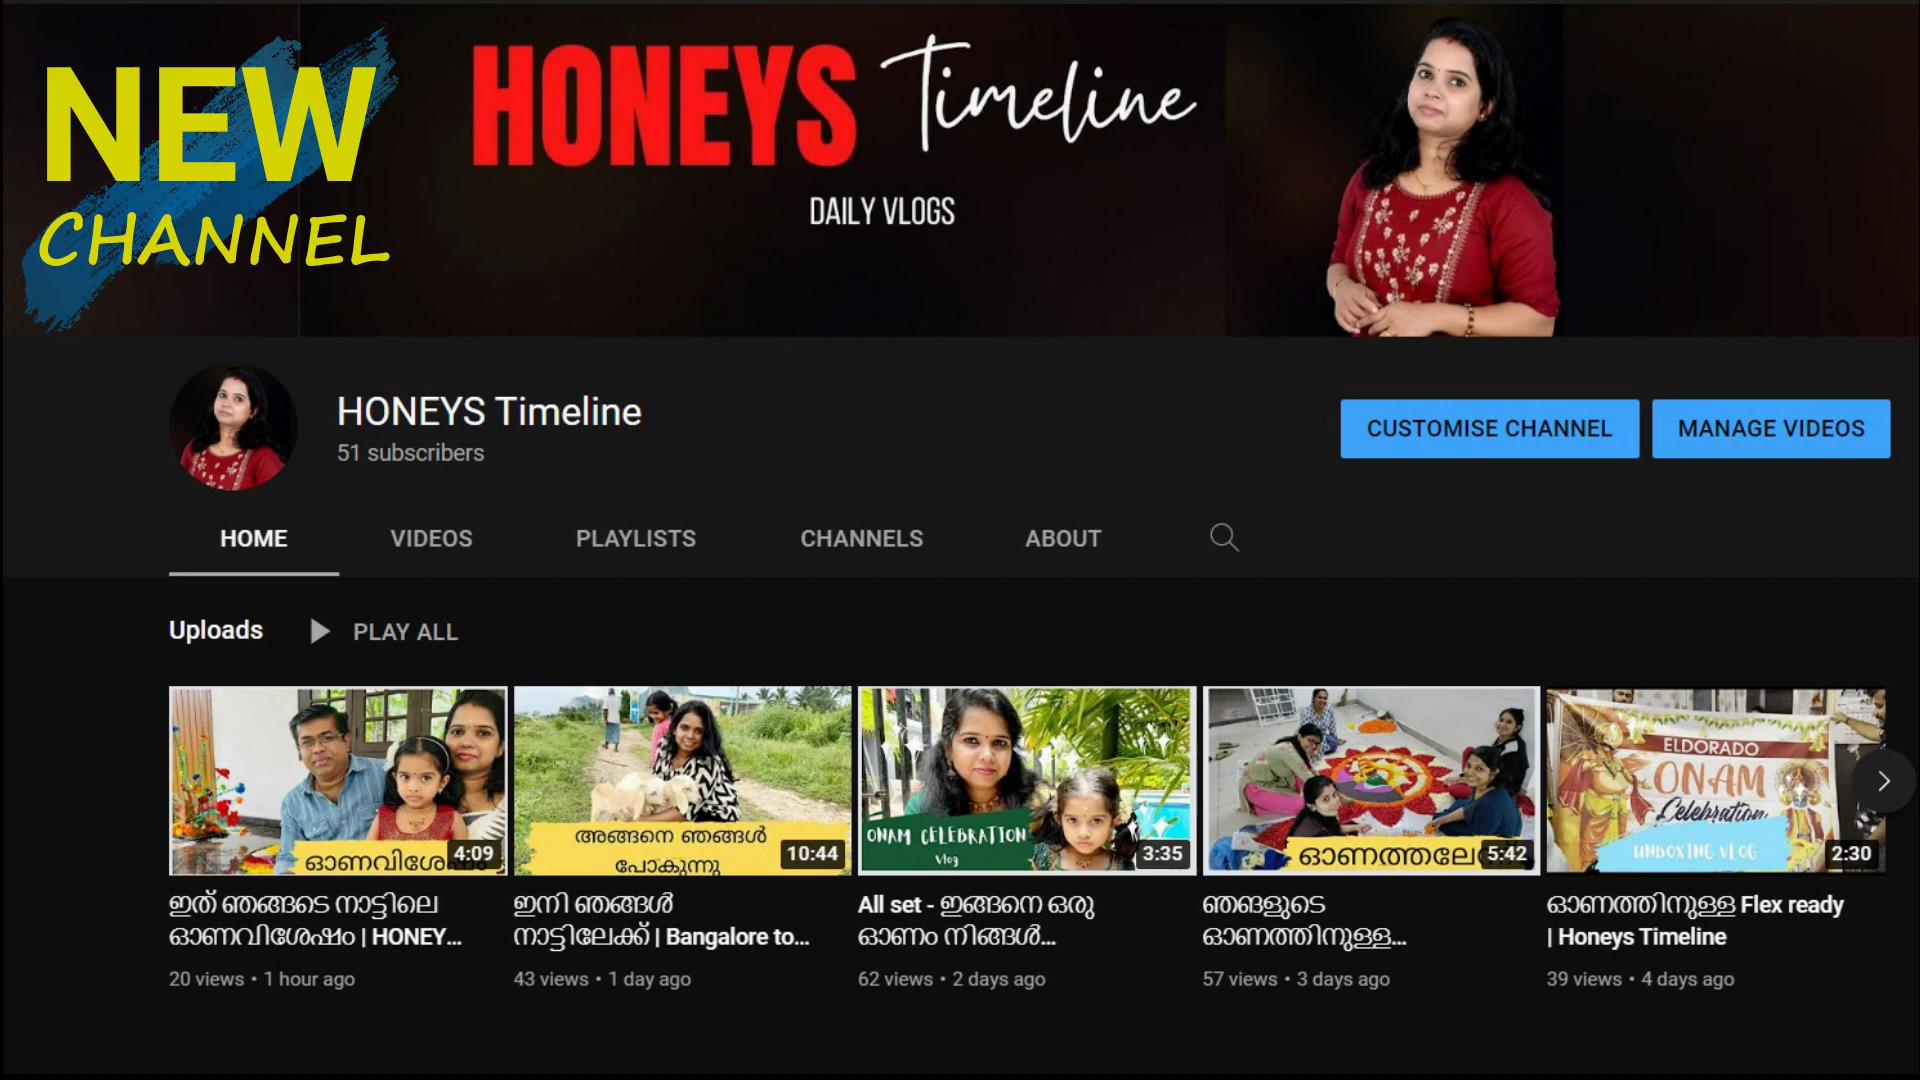 NEW
CHANNEL
HONEYS Timeline
DAILY VLOGS
HONEYS Timeline
51 subscribers
CUSTOMISE CHANNEL
MANAGE VIDEOS
HOME
VIDEOS
PLAYLISTS
CHANNELS
ABOUT
Uploads
PLAY ALL
ഓണവിശേഷം
4:09
ഇത് ഞങ്ങടെ നാട്ടിലെ
ഓണവിശേഷം | HONEY...
20 views • 1 hour ago
അങ്ങനെ ഞങ്ങൾ
പോകുന്നു
10:44
ഇനി ഞങ്ങൾ
നാട്ടിലേക്ക് | Bangalore to...
43 views • 1 day ago
ONAM CELEBRATION
Vlog
3:35
All set - ഇങ്ങനെ ഒരു
ഓണം നിങ്ങൾ...
62 views • 2 days ago
ഓണത്തലേ
5:42
ഞങളുടെ
ഓണത്തിനുള്ള...
57 views • 3 days ago
ELDORADO
ONAM
Celebration
UNBOXING VLOG
2:30
ഓണത്തിനുള്ള Flex ready
| Honeys Timeline
39 views • 4 days ago